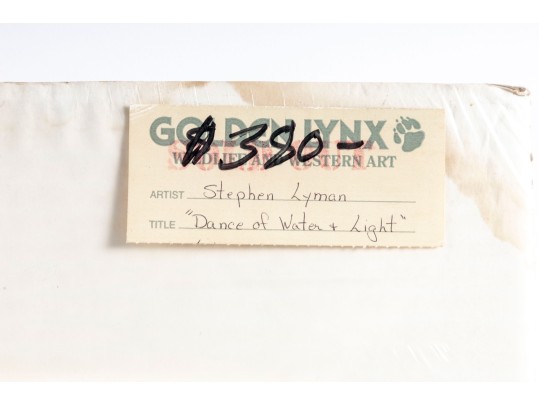 GOLDEN LYNX
$380-
WILDLIFE AND WESTERN ART
ARTIST Stephen Lyman
TITLE "Dance of Water & Light"